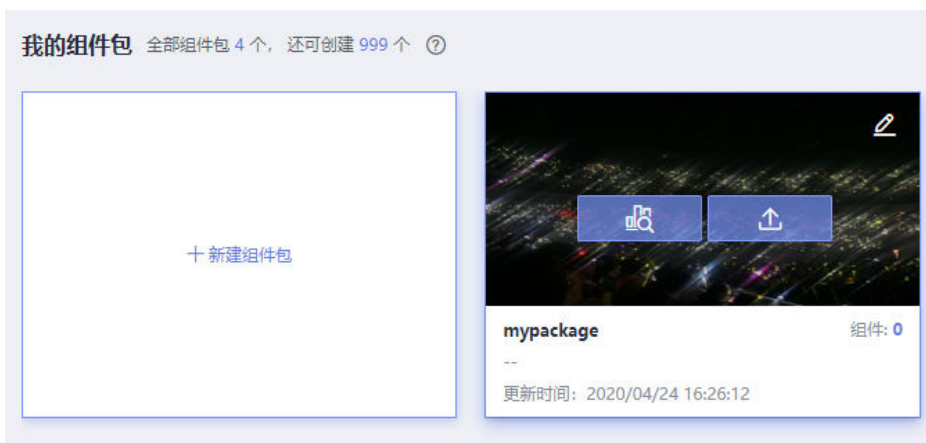 我的组件包 全部组件包 4 个, 还可创建 999 个 ?
十 新建组件包
mypackage 组件: 0
--
更新时间: 2020/04/24 16:26:12